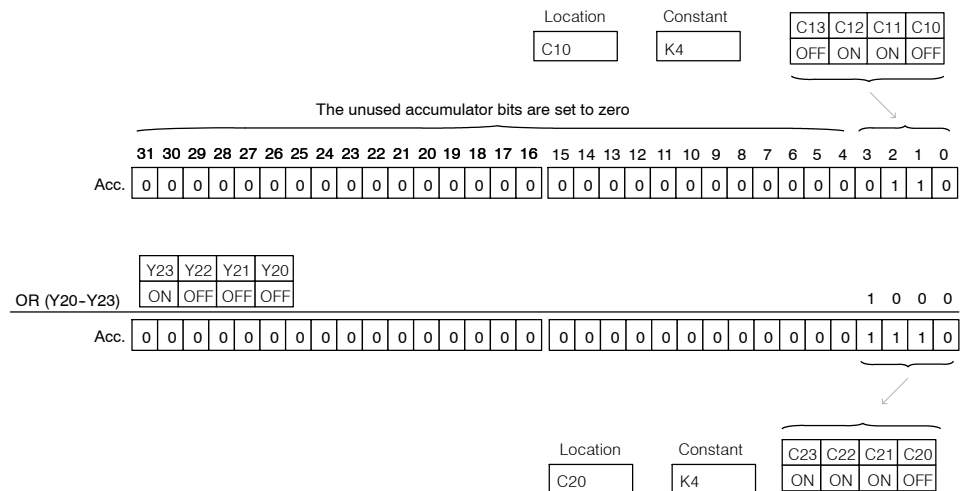 Location Constant C13 C12 C11 C10
C10 K4 OFF ON ON OFF
The unused accumulator bits are set to zero
31 30 29 28 27 26 25 24 23 22 21 20 19 18 17 16 15 14 13 12 11 10 9 8 7 6 5 4 3 2 1 0
Acc. 0 0 0 0 0 0 0 0 0 0 0 0 0 0 0 0 0 0 0 0 0 0 0 0 0 0 0 0 0 1 1 0
Y23 Y22 Y21 Y20
ON OFF OFF OFF
OR (Y20-Y23) 1 0 0 0
Acc. 0 0 0 0 0 0 0 0 0 0 0 0 0 0 0 0 0 0 0 0 0 0 0 0 0 0 0 0 1 1 1 0
Location Constant C23 C22 C21 C20
C20 K4 ON ON ON OFF